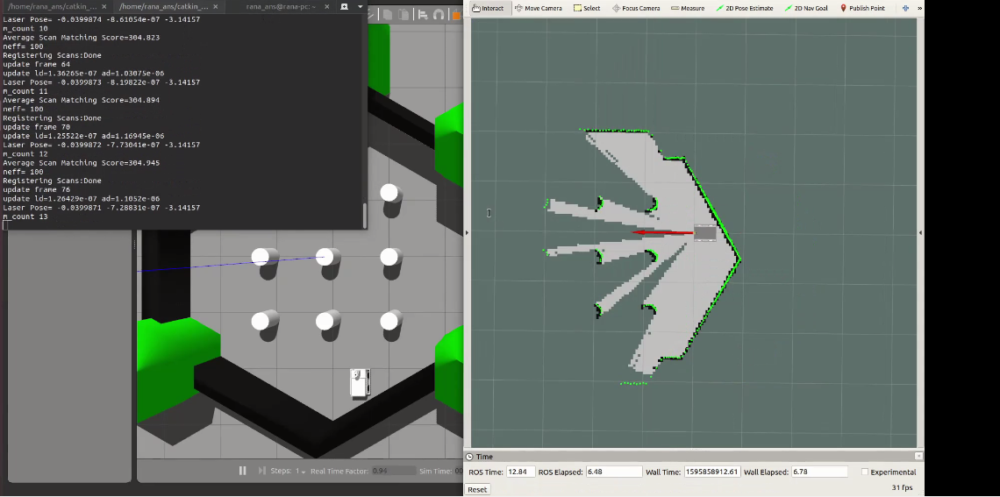 /home/rana_ans/catkin_...
/home/rana_ans/catkin_...
rana_ans@rana-pc: ~
Laser Pose= -0.0399874 -8.61054e-07 -3.14157
m_count 10
Average Scan Matching Score=304.823
neff= 100
Registering Scans:Done
update frame 64
update ld=1.36265e-07 ad=1.03075e-06
Laser Pose= -0.0399873 -8.19822e-07 -3.14157
m_count 11
Average Scan Matching Score=304.894
neff= 100
Registering Scans:Done
update frame 70
update ld=1.25522e-07 ad=1.16945e-06
Laser Pose= -0.0399872 -7.73041e-07 -3.14157
m_count 12
Average Scan Matching Score=304.945
neff= 100
Registering Scans:Done
update frame 76
update ld=1.26429e-07 ad=1.1052e-06
Laser Pose= -0.0399871 -7.28831e-07 -3.14157
m_count 13
Steps: 1
Real Time Factor: 0.94
Sim Time: 00
Interact Move Camera Select Focus Camera Measure 2D Pose Estimate 2D Nav Goal Publish Point
Time
ROS Time: 12.84 ROS Elapsed: 6.48 Wall Time: 1595858912.61 Wall Elapsed: 6.78 Experimental
Reset
31 fps